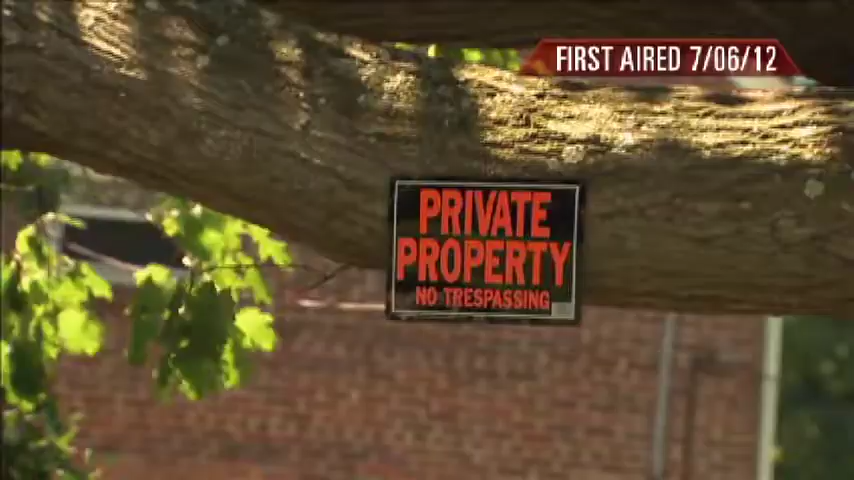 FIRST AIRED 7/06/12
PRIVATE
PROPERTY
NO TRESPASSING